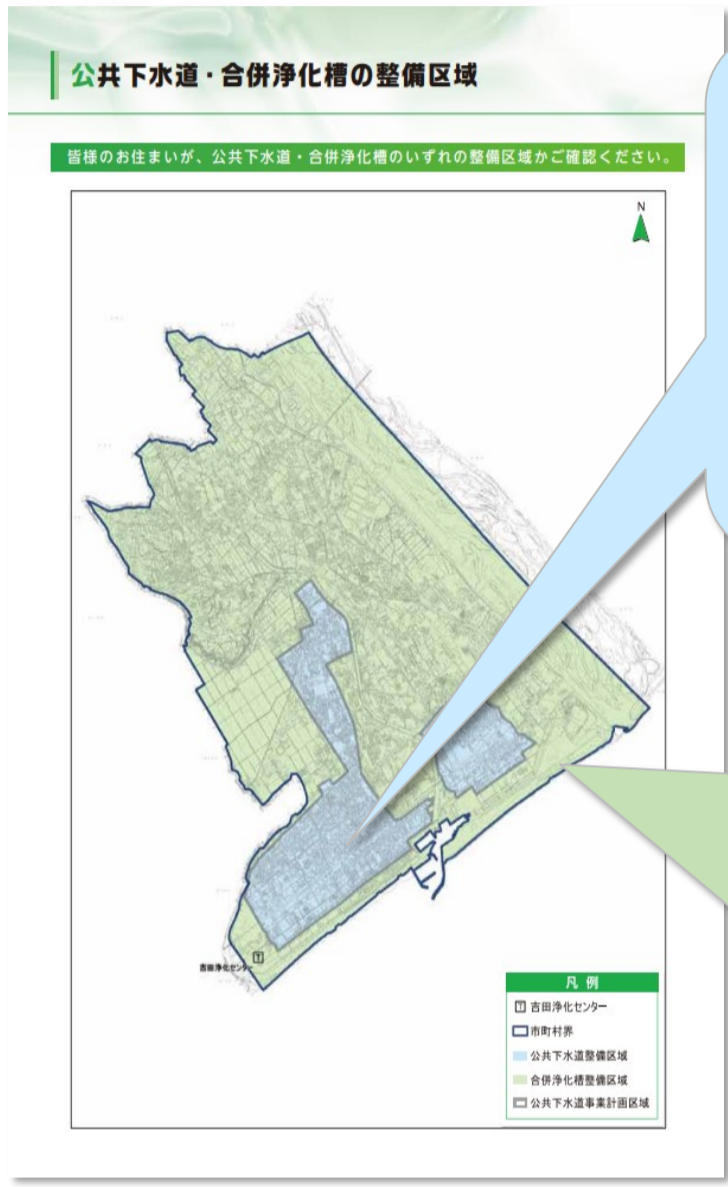 公共下水道・合併浄化槽の整備区域
皆様のお住まいが、公共下水道・合併浄化槽のいずれの整備区域かご確認ください。
N
T
吉田浄化センター
凡例
T 吉田浄化センター
市町村界
公共下水道整備区域
合併浄化槽整備区域
公共下水道事業計画区域